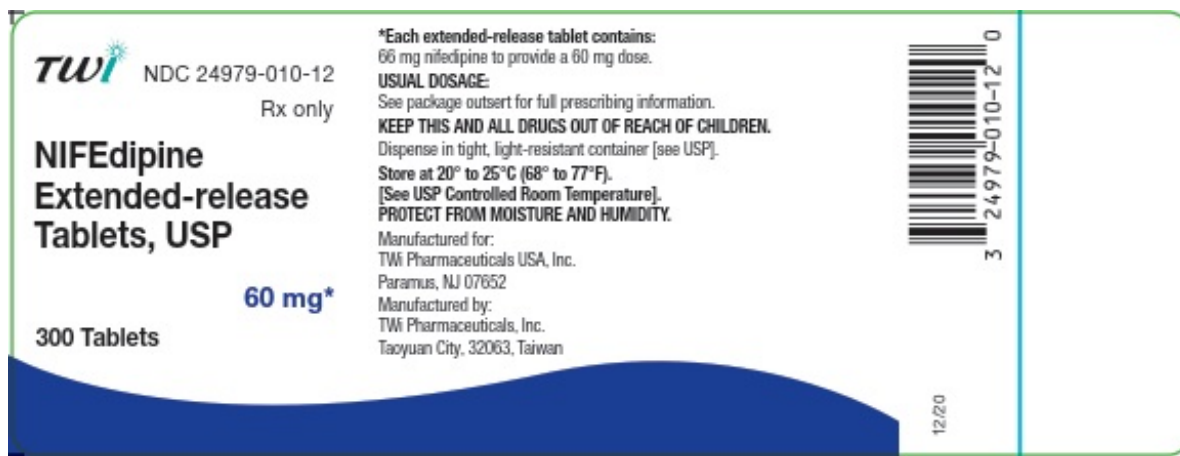 TWi NDC 24979-010-12
Rx only
NIFEdipine
Extended-release
Tablets, USP
60 mg*
300 Tablets
*Each extended-release tablet contains:
66 mg nifedipine to provide a 60 mg dose.
USUAL DOSAGE:
See package outsert for full prescribing information.
KEEP THIS AND ALL DRUGS OUT OF REACH OF CHILDREN.
Dispense in tight, light-resistant container [see USP].
Store at 20° to 25°C (68° to 77°F).
[See USP Controlled Room Temperature].
PROTECT FROM MOISTURE AND HUMIDITY.
Manufactured for:
TWi Pharmaceuticals USA, Inc.
Paramus, NJ 07652
Manufactured by:
TWi Pharmaceuticals, Inc.
Taoyuan City, 32063, Taiwan
3 24979-010-12 0
12/20